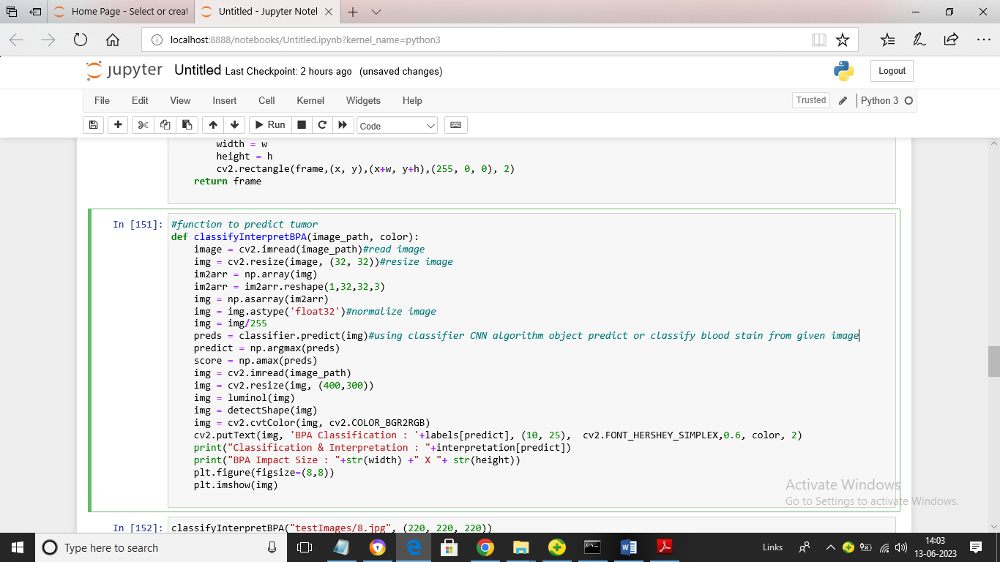 Home Page - Select or creat
Untitled - Jupyter Notel
localhost:8888/notebooks/Untitled.ipynb?kernel_name=python3
jupyter Untitled Last Checkpoint: 2 hours ago (unsaved changes)
Logout
File Edit View Insert Cell Kernel Widgets Help
Trusted Python 3
Run Code
        width = w
        height = h
        cv2.rectangle(frame,(x, y),(x+w, y+h),(255, 0, 0), 2)
    return frame
In [151]: #function to predict tumor
def classifyInterpretBPA(image_path, color):
    image = cv2.imread(image_path)#read image
    img = cv2.resize(image, (32, 32))#resize image
    im2arr = np.array(img)
    im2arr = im2arr.reshape(1,32,32,3)
    img = np.asarray(im2arr)
    img = img.astype('float32')#normalize image
    img = img/255
    preds = classifier.predict(img)#using classifier CNN algorithm object predict or classify blood stain from given image
    predict = np.argmax(preds)
    score = np.amax(preds)
    img = cv2.imread(image_path)
    img = cv2.resize(img, (400,300))
    img = luminol(img)
    img = detectShape(img)
    img = cv2.cvtColor(img, cv2.COLOR_BGR2RGB)
    cv2.putText(img, 'BPA Classification : '+labels[predict], (10, 25),  cv2.FONT_HERSHEY_SIMPLEX,0.6, color, 2)
    print("Classification & Interpretation : "+interpretation[predict])
    print("BPA Impact Size : "+str(width) +" X "+ str(height))
    plt.figure(figsize=(8,8))
    plt.imshow(img)
Activate Windows
Go to Settings to activate Windows.
In [152]: classifyInterpretBPA("testImages/8.jpg", (220, 220, 220))
Type here to search
Links
14:03
13-06-2023